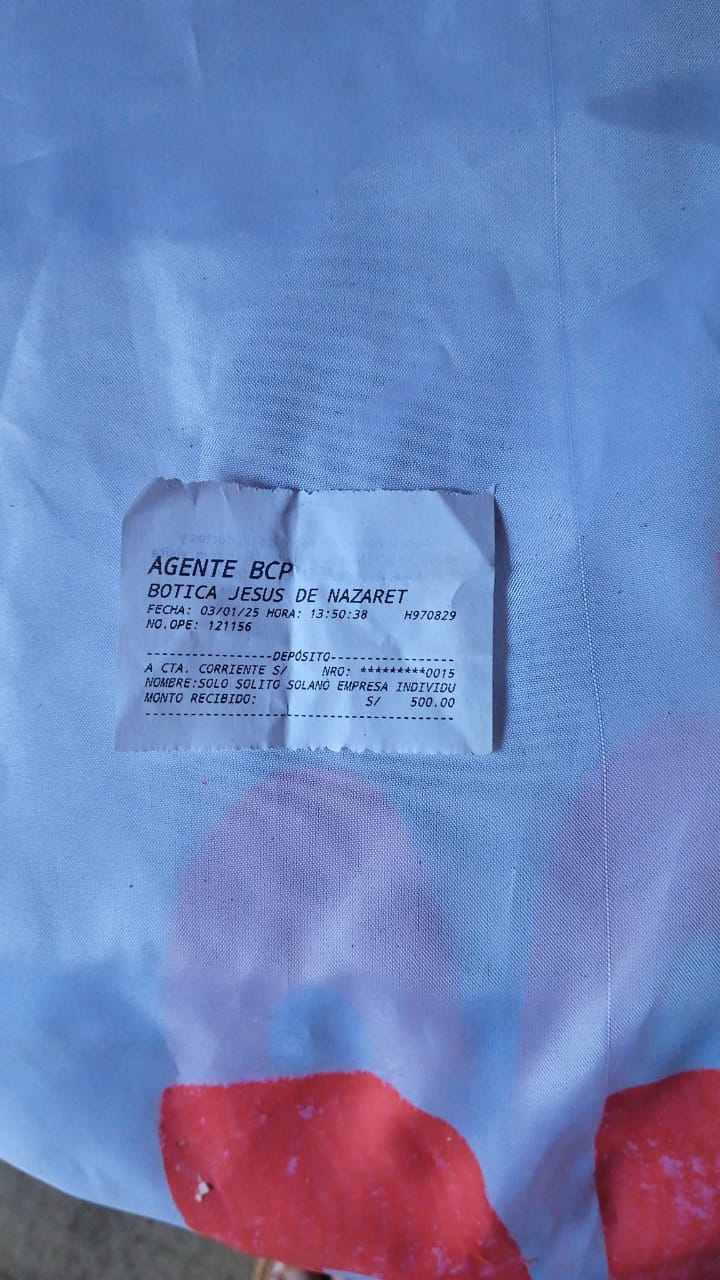 AGENTE BCP
BOTICA JESUS DE NAZARET
FECHA: 03/01/25 HORA: 13:50:38 H970829
NO.OPE: 121156
--------------------DEPÓSITO--------------------
A CTA. CORRIENTE S/ NRO: *********0015
NOMBRE:SOLO SOLITO SOLANO EMPRESA INDIVIDU
MONTO RECIBIDO: S/ 500.00